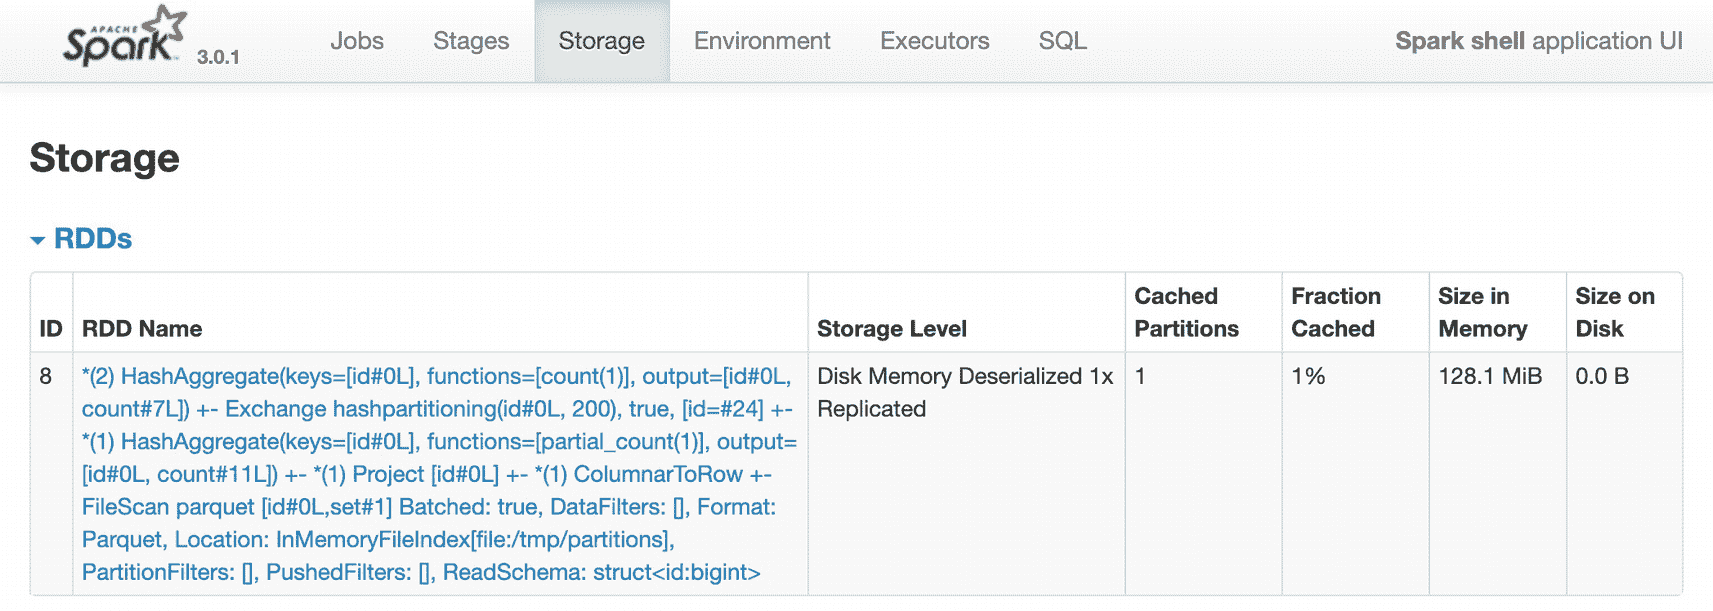 APACHE
Spark 3.0.1 Jobs Stages Storage Environment Executors SQL Spark shell application UI
Storage
RDDs
ID RDD Name Storage Level Cached Partitions Fraction Cached Size in Memory Size on Disk
8
*(2) HashAggregate(keys=[id#0L], functions=[count(1)], output=[id#0L,
count#7L]) +- Exchange hashpartitioning(id#0L, 200), true, [id=#24] +-
*(1) HashAggregate(keys=[id#0L], functions=[partial_count(1)], output=
[id#0L, count#11L]) +- *(1) Project [id#0L] +- *(1) ColumnarToRow +-
FileScan parquet [id#0L,set#1] Batched: true, DataFilters: [], Format:
Parquet, Location: InMemoryFileIndex[file:/tmp/partitions],
PartitionFilters: [], PushedFilters: [], ReadSchema: struct<id:bigint>
Disk Memory Deserialized 1x
Replicated
1
1%
128.1 MiB
0.0 B